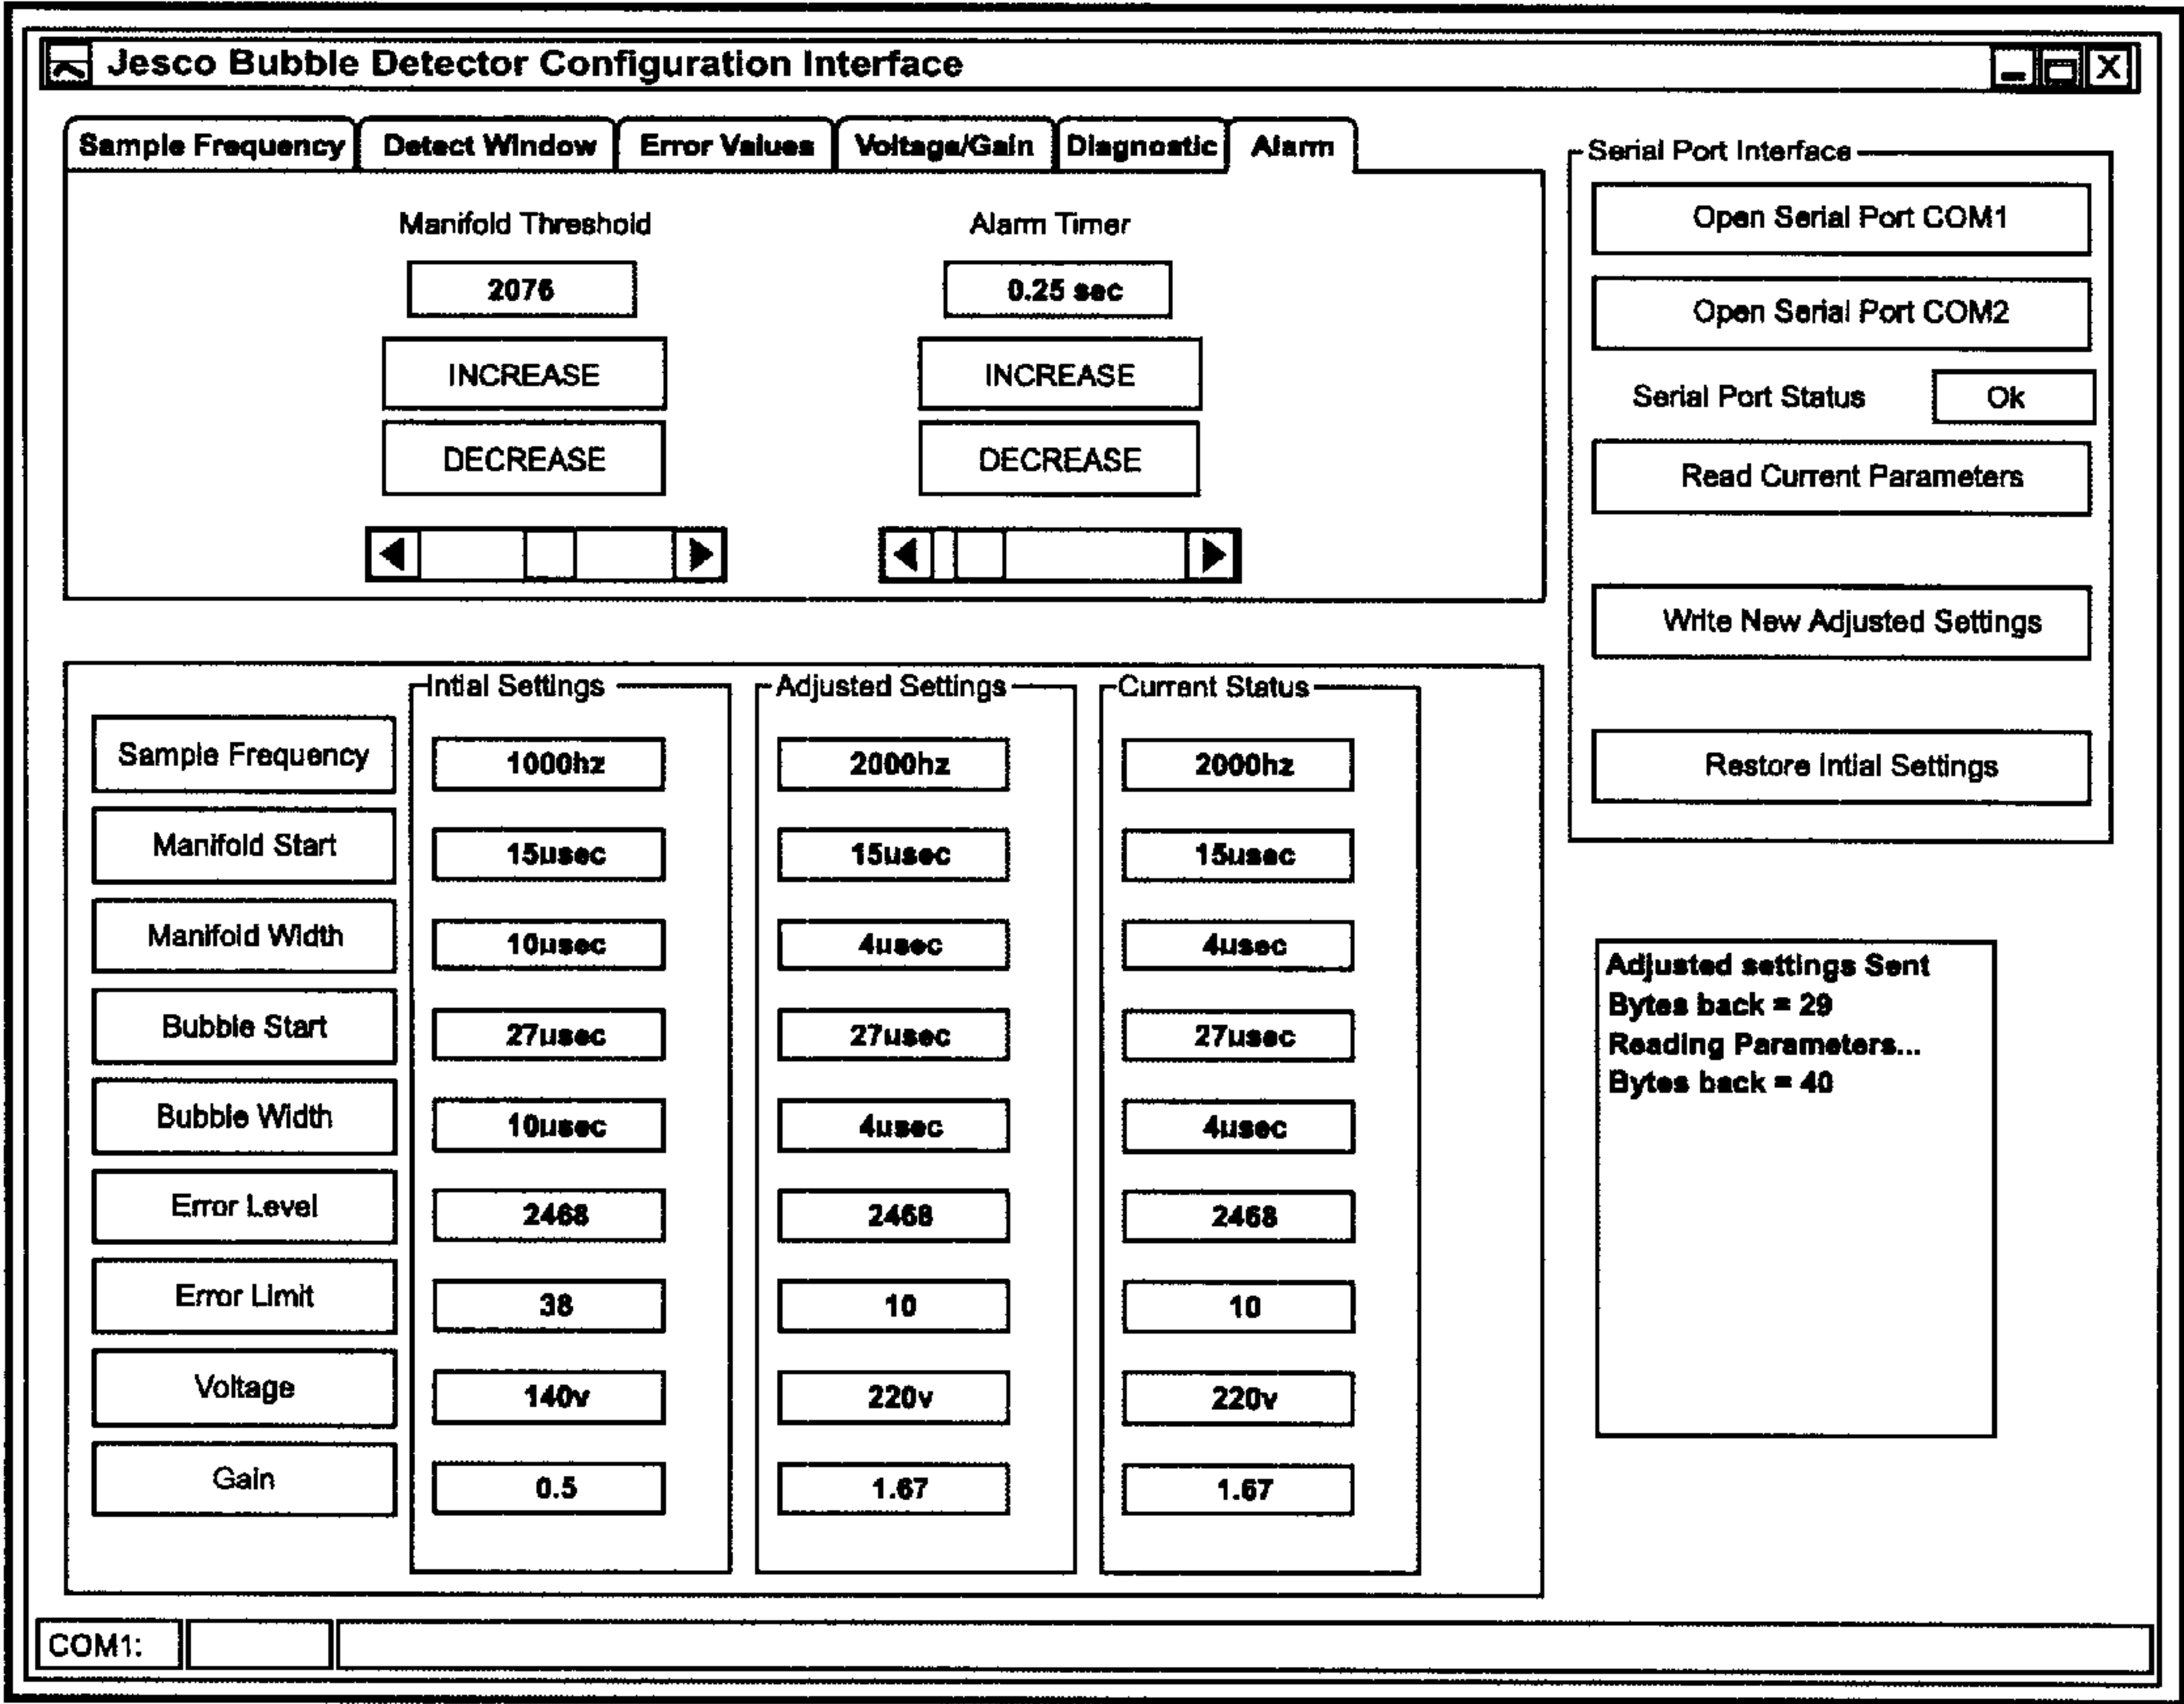 Jesco Bubble Detector Configuration Interface
Sample Frequency Detect Window Error Values Voltage/Gain Diagnostic Alarm
Manifold Threshold Alarm Timer
2076 0.25 sec
INCREASE INCREASE
DECREASE DECREASE
Serial Port Interface
Open Serial Port COM1
Open Serial Port COM2
Serial Port Status Ok
Read Current Parameters
Write New Adjusted Settings
Restore Intial Settings
Intial Settings Adjusted Settings Current Status
Sample Frequency 1000hz 2000hz 2000hz
Manifold Start 15usec 15usec 15usec
Manifold Width 10usec 4usec 4usec
Bubble Start 27usec 27usec 27usec
Bubble Width 10usec 4usec 4usec
Error Level 2468 2468 2468
Error Limit 38 10 10
Voltage 140v 220v 220v
Gain 0.5 1.67 1.67
Adjusted settings Sent
Bytes back = 29
Reading Parameters...
Bytes back = 40
COM1: